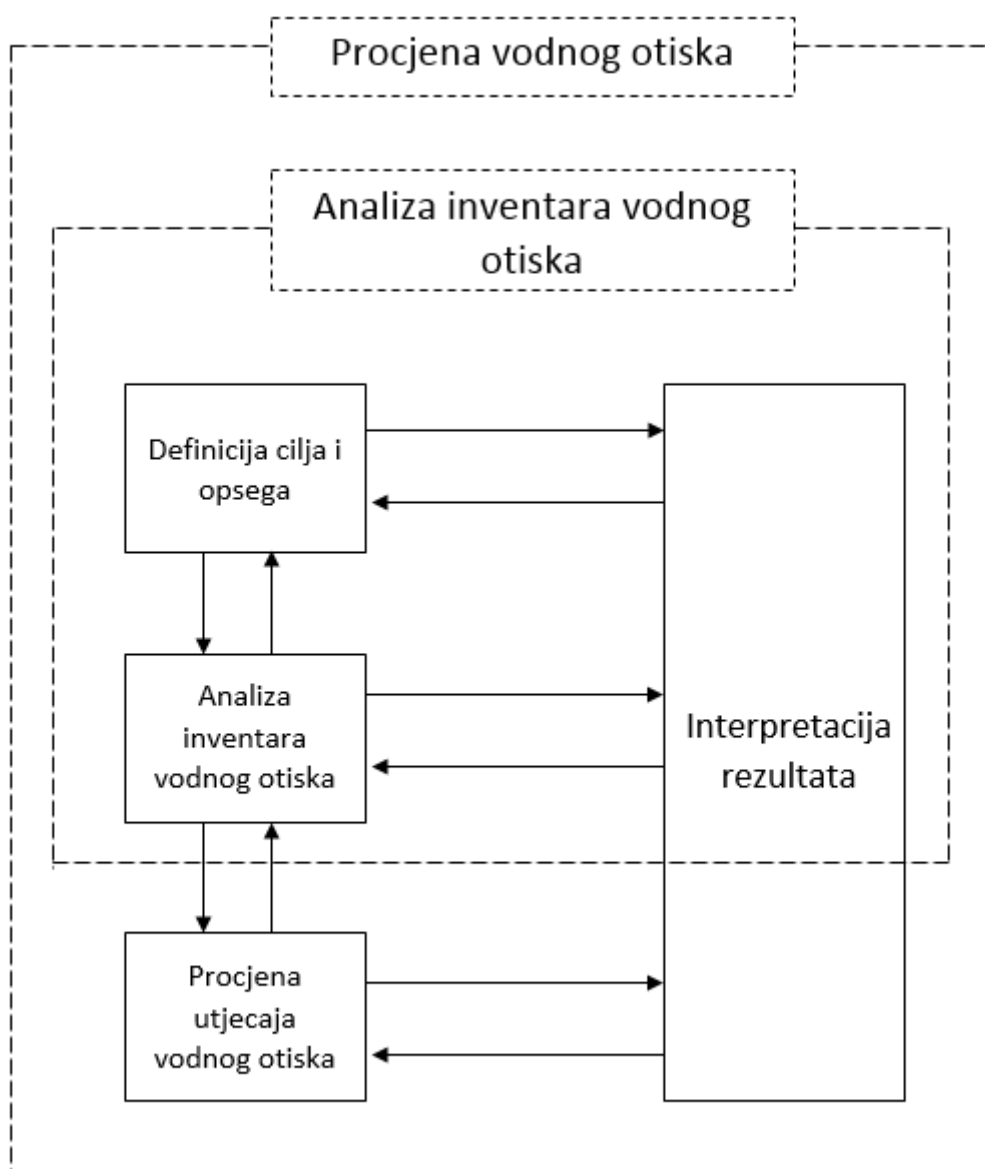 Procjena vodnog otiska
Analiza inventara vodnog
otiska
Definicija cilja i
opsega
Analiza
inventara
vodnog otiska
Interpretacija
rezultata
Procjena
utjecaja
vodnog otiska